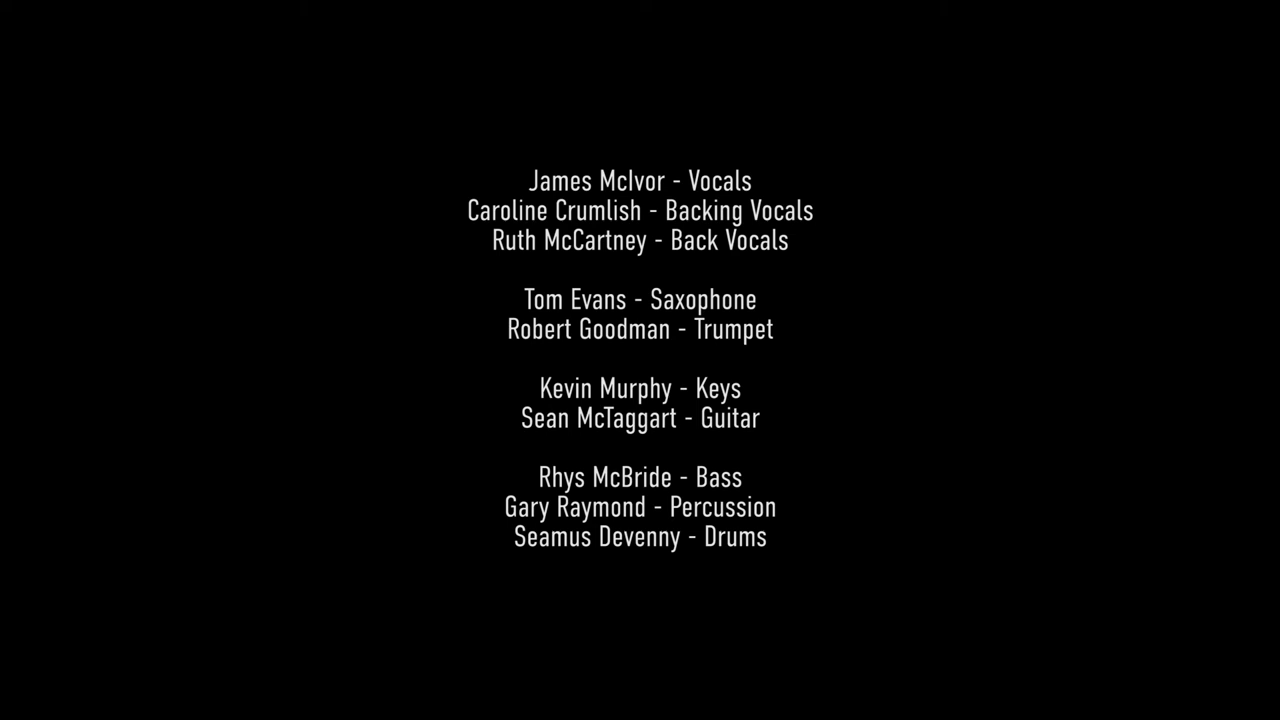 James McIvor - Vocals
Caroline Crumlish - Backing Vocals
Ruth McCartney - Back Vocals
Tom Evans - Saxophone
Robert Goodman - Trumpet
Kevin Murphy - Keys
Sean McTaggart - Guitar
Rhys McBride - Bass
Gary Raymond - Percussion
Seamus Devenny - Drums